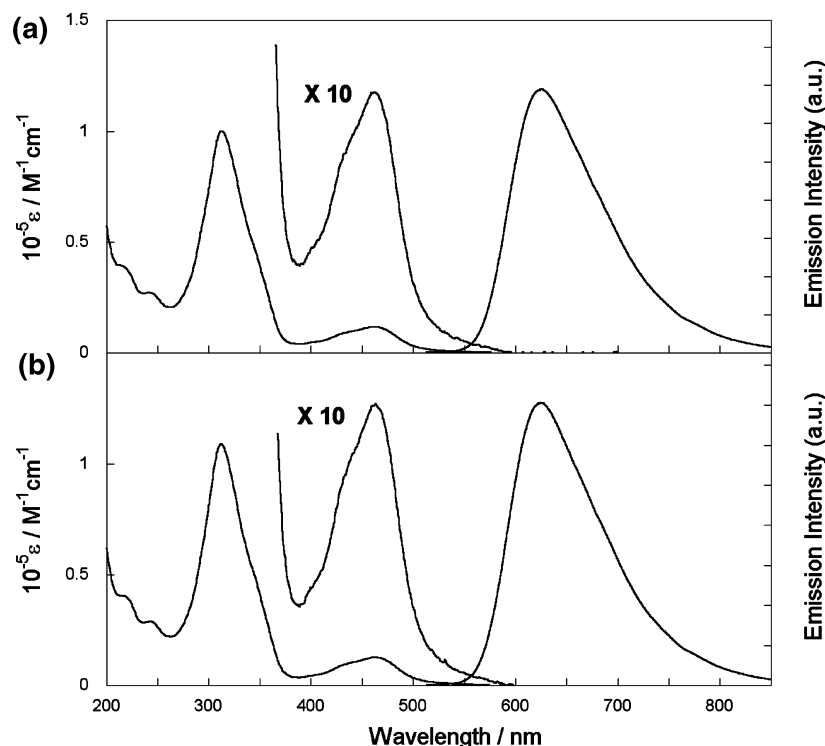 (a)
1.5
1
0.5
0
10⁻⁵ε / M⁻¹cm⁻¹
X 10
Emission Intensity (a.u.)
(b)
1
0.5
0
10⁻⁵ε / M⁻¹cm⁻¹
X 10
Emission Intensity (a.u.)
200 300 400 500 600 700 800
Wavelength / nm